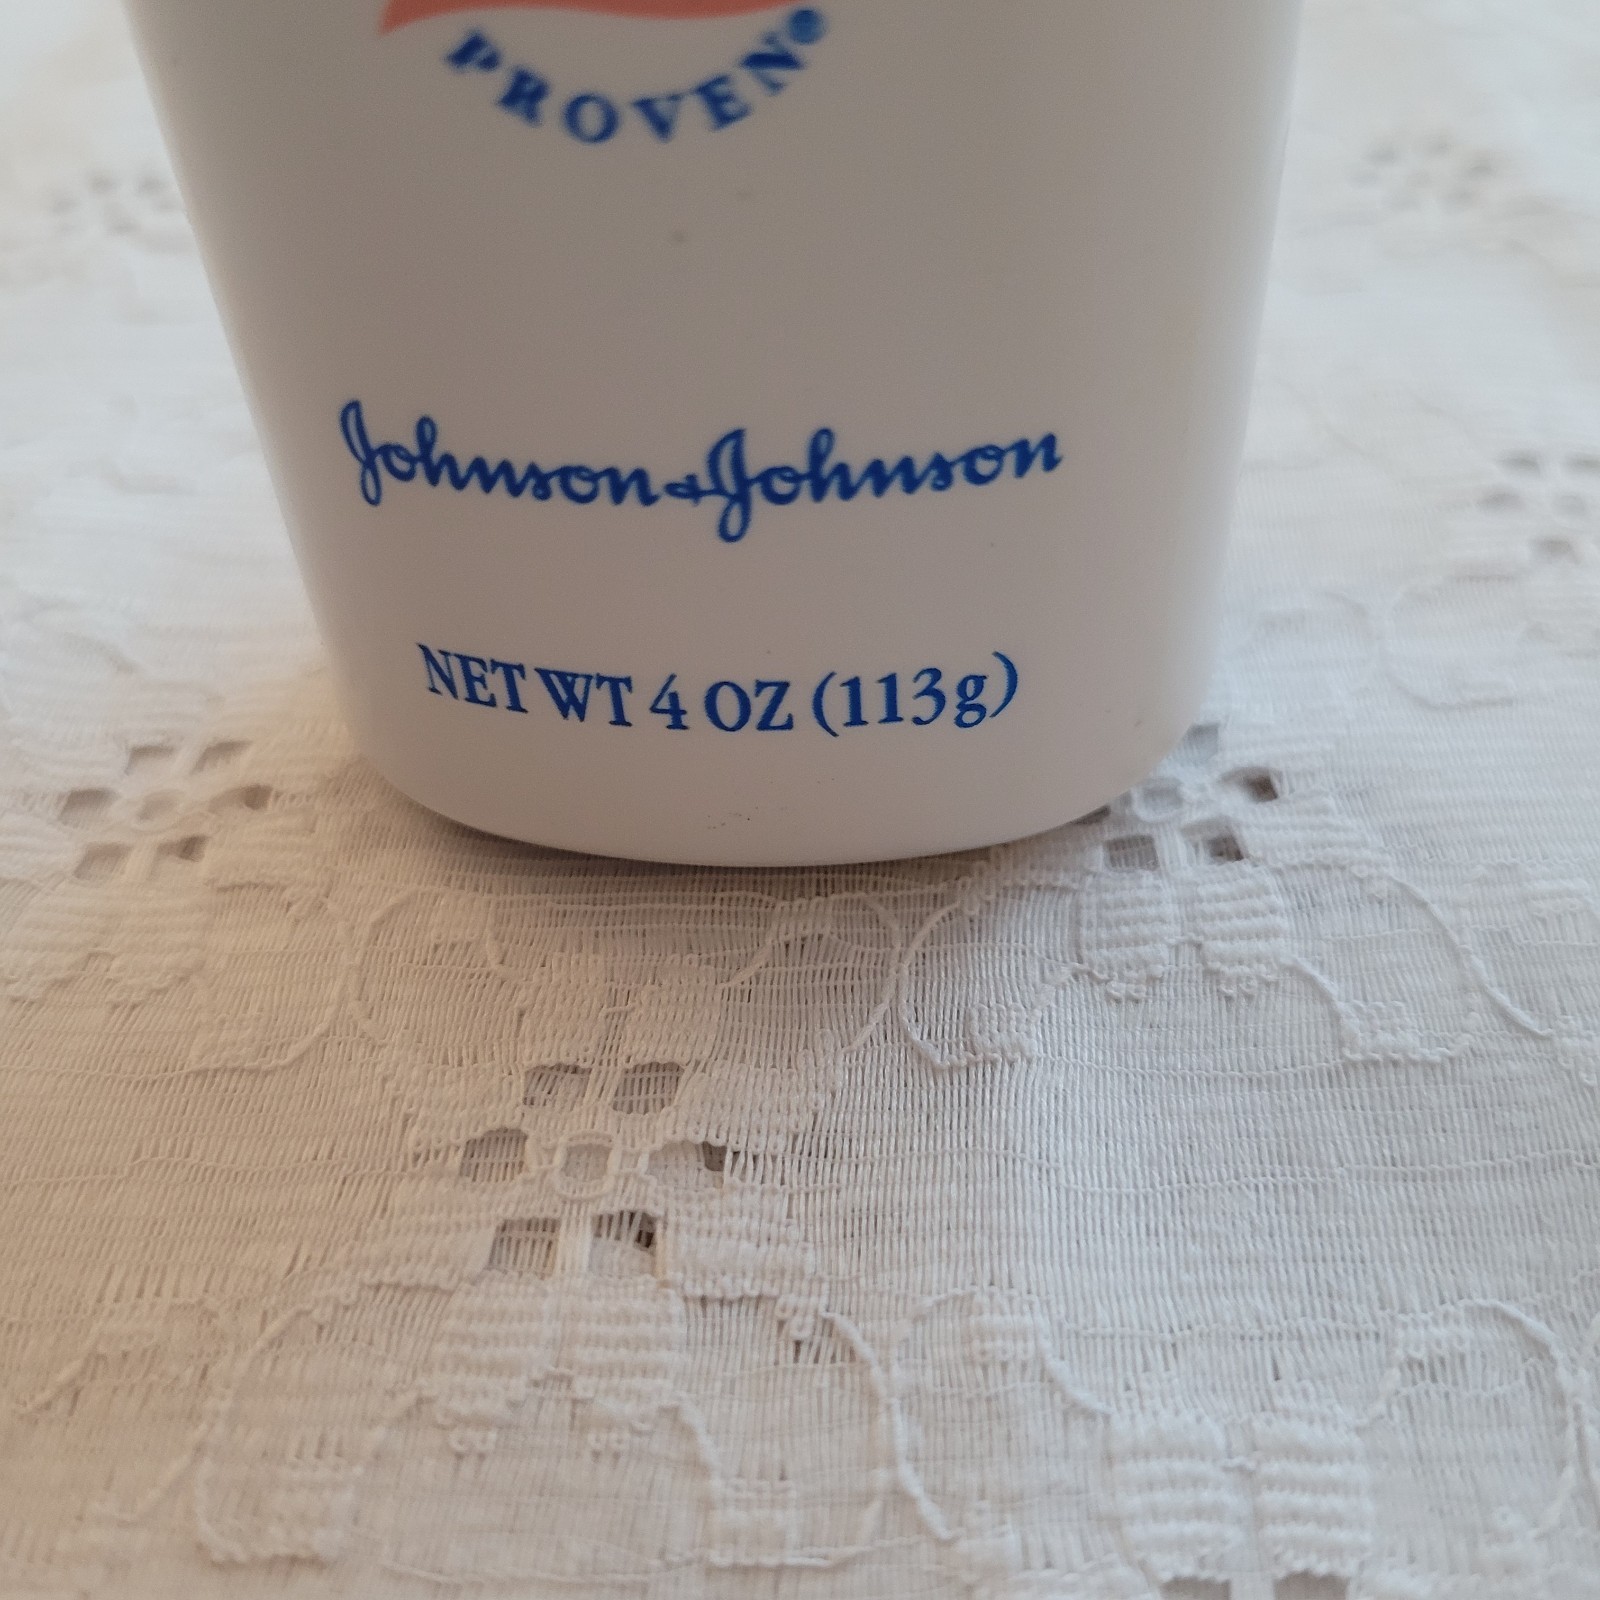 PROVEN®
Johnson & Johnson
NET WT 4 OZ (113g)